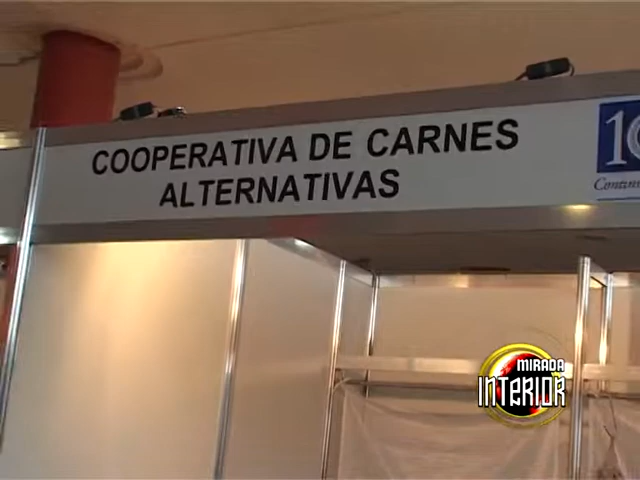 COOPERATIVA DE CARNES
ALTERNATIVAS
MIRADA
INTERIOR